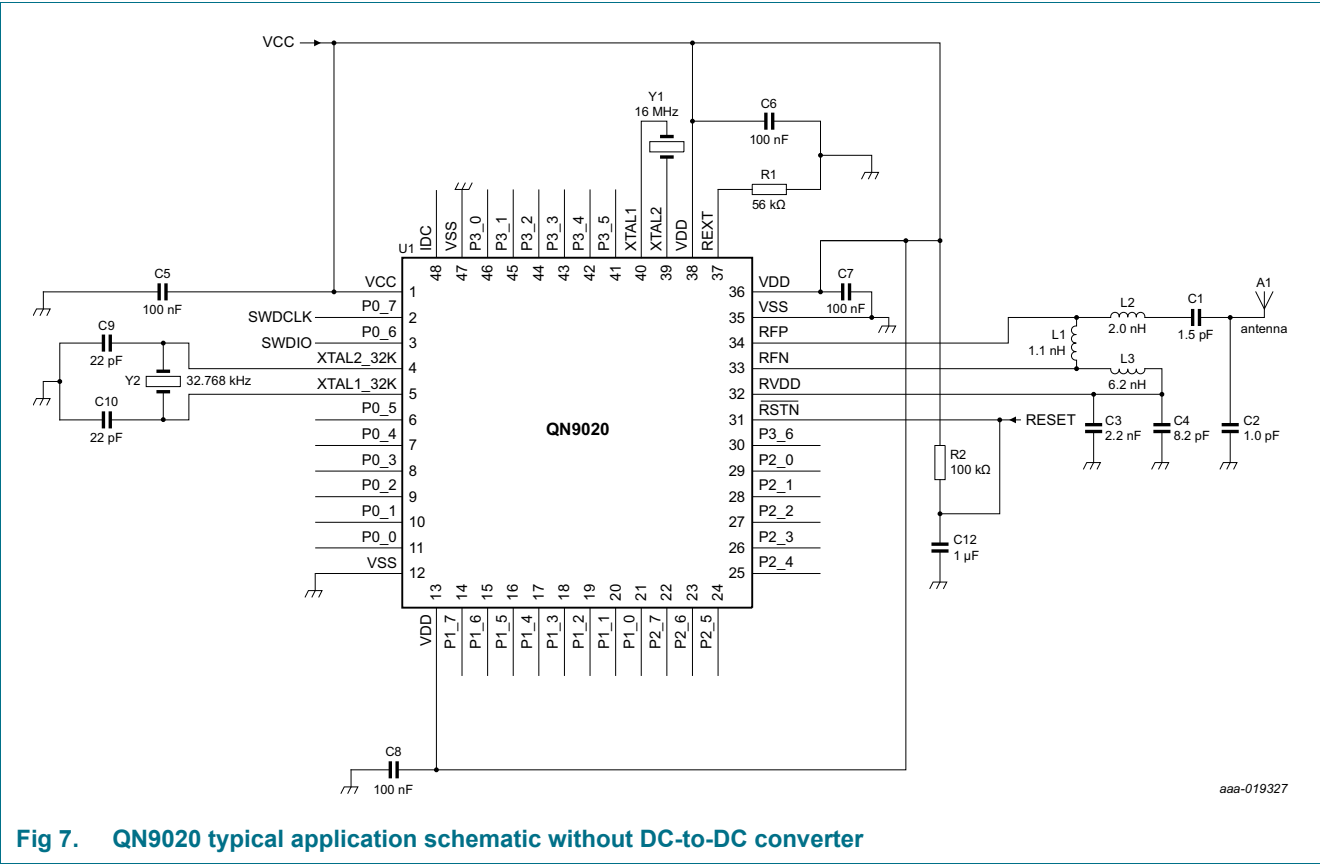 VCC
Y1
16 MHz
C6
100 nF
R1
56 kΩ
U1
IDC
VSS
P3_0
P3_1
P3_2
P3_3
P3_4
P3_5
XTAL1
XTAL2
VDD
REXT
48
47
46
45
44
43
42
41
40
39
38
37
C5
100 nF
SWDCLK
SWDIO
C9
22 pF
Y2
32.768 kHz
C10
22 pF
VCC
1
P0_7
2
P0_6
3
XTAL2_32K
4
XTAL1_32K
5
P0_5
6
P0_4
7
P0_3
8
P0_2
9
P0_1
10
P0_0
11
VSS
12
QN9020
36
VDD
35
VSS
34
RFP
33
RFN
32
RVDD
31
RSTN
30
P3_6
29
P2_0
28
P2_1
27
P2_2
26
P2_3
25
P2_4
C7
100 nF
L1
1.1 nH
L2
2.0 nH
C1
1.5 pF
A1
antenna
L3
6.2 nH
RESET
C3
2.2 nF
C4
8.2 pF
C2
1.0 pF
R2
100 kΩ
C12
1 µF
13
14
15
16
17
18
19
20
21
22
23
24
VDD
P1_7
P1_6
P1_5
P1_4
P1_3
P1_2
P1_1
P1_0
P2_7
P2_6
P2_5
C8
100 nF
aaa-019327
Fig 7. QN9020 typical application schematic without DC-to-DC converter